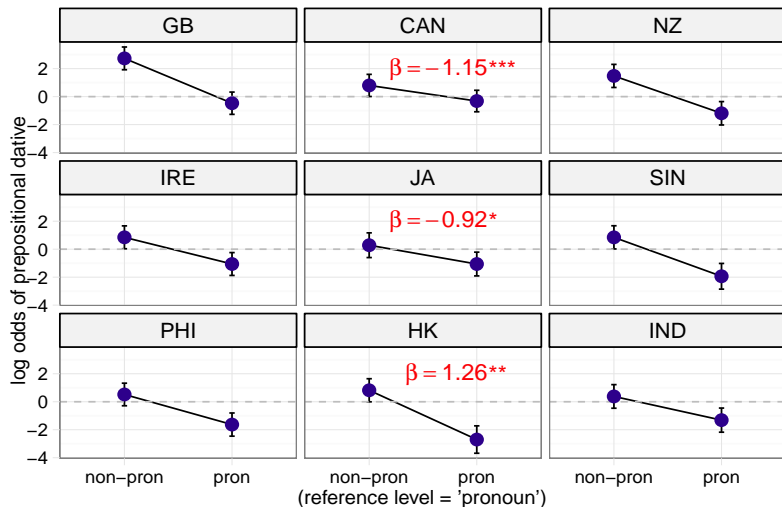 GB CAN NZ
2
0
−2
−4
β = −1.15***
IRE JA SIN
2
0
−2
−4
β = −0.92*
PHI HK IND
2
0
−2
−4
β = 1.26**
log odds of prepositional dative
non−pron pron non−pron pron non−pron pron
(reference level = 'pronoun')